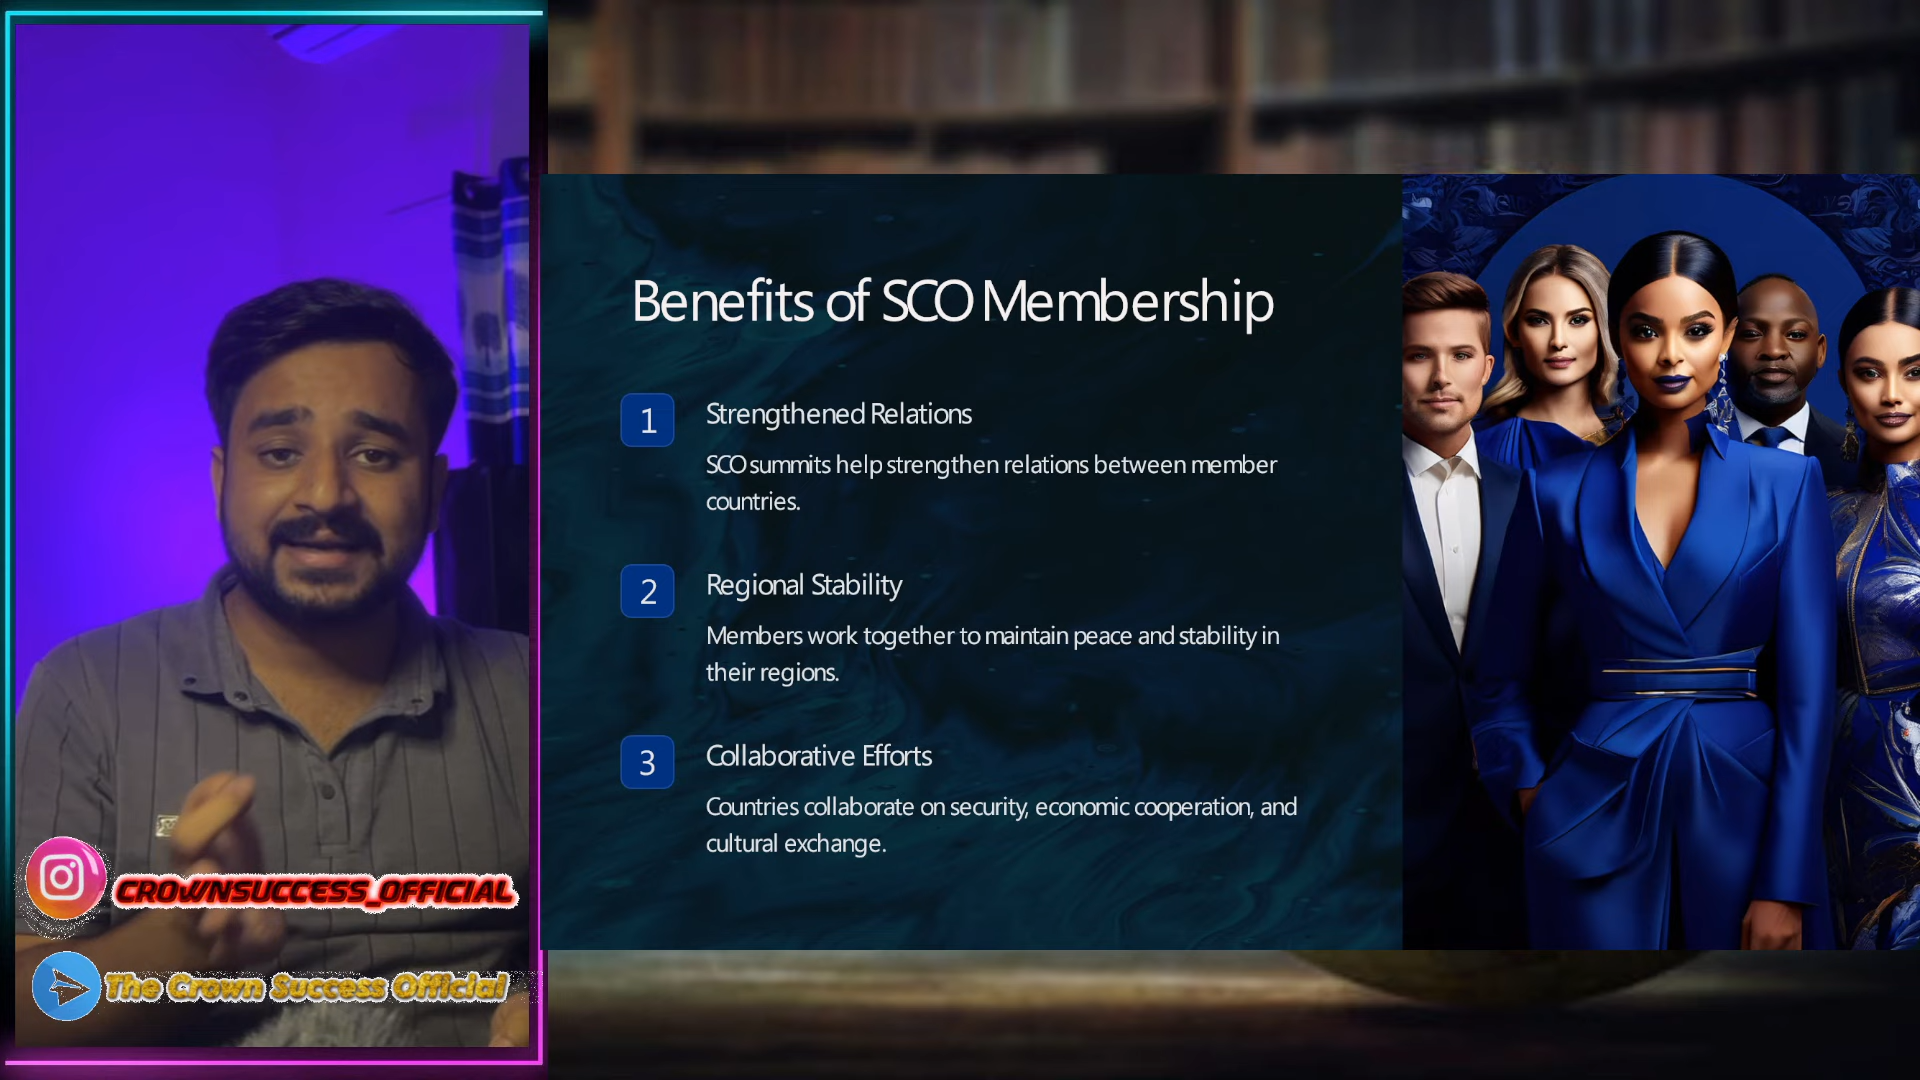 Benefits of SCO Membership
1
Strengthened Relations
SCO summits help strengthen relations between member
countries.
2
Regional Stability
Members work together to maintain peace and stability in
their regions.
3
Collaborative Efforts
Countries collaborate on security, economic cooperation, and
cultural exchange.
CROWNSUCCESS_OFFICIAL
The Crown Success Official